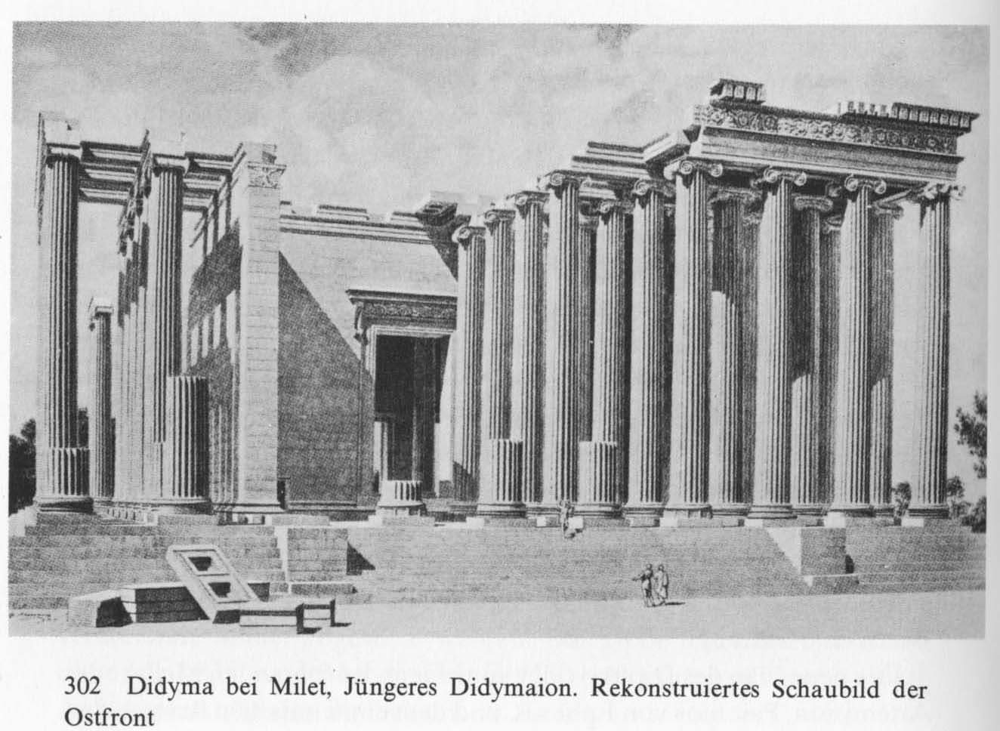 302 Didyma bei Milet, Jüngeres Didymaion. Rekonstruiertes Schaubild der
Ostfront